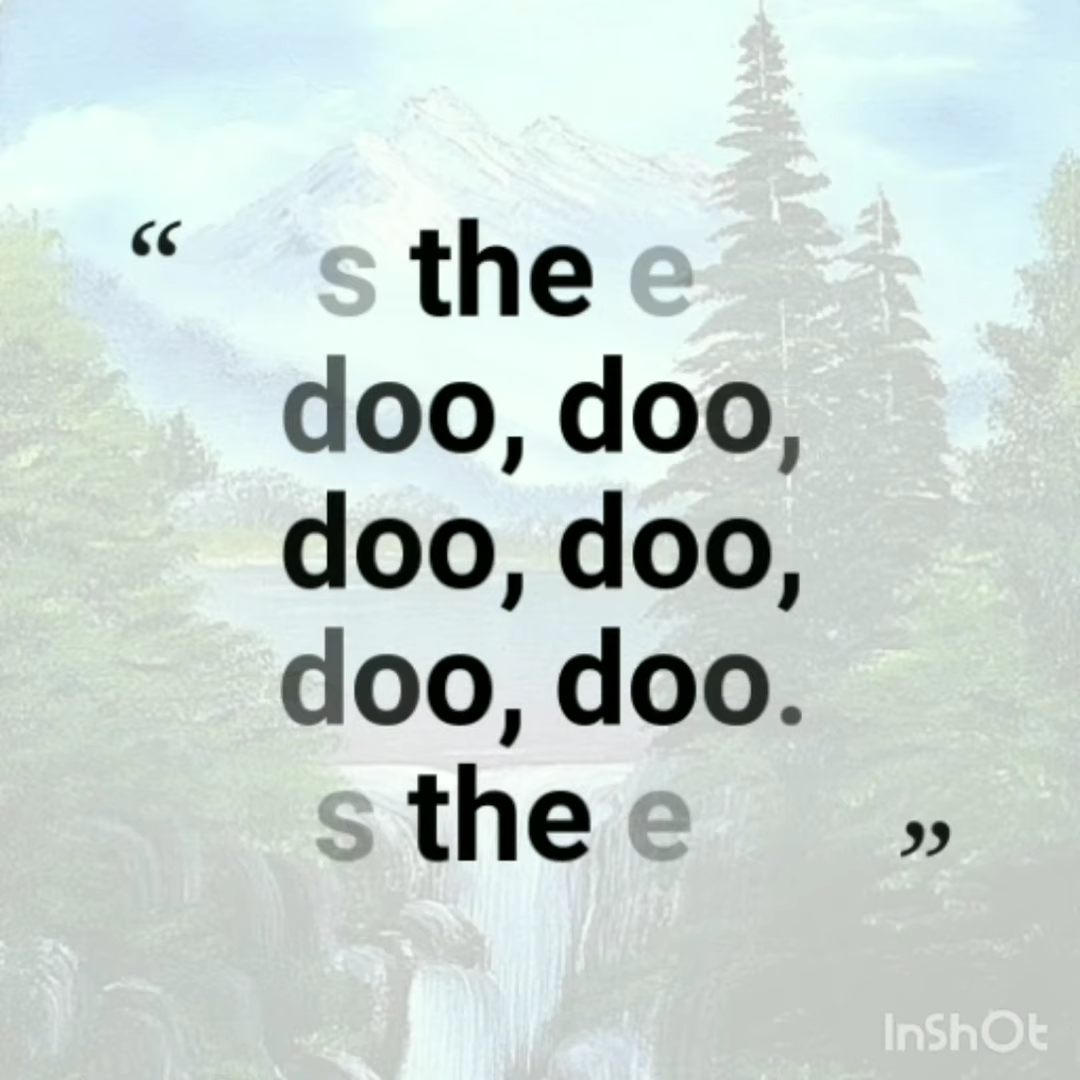 “ s the e
doo, doo,
doo, doo,
doo, doo.
s the e ”
InShOt